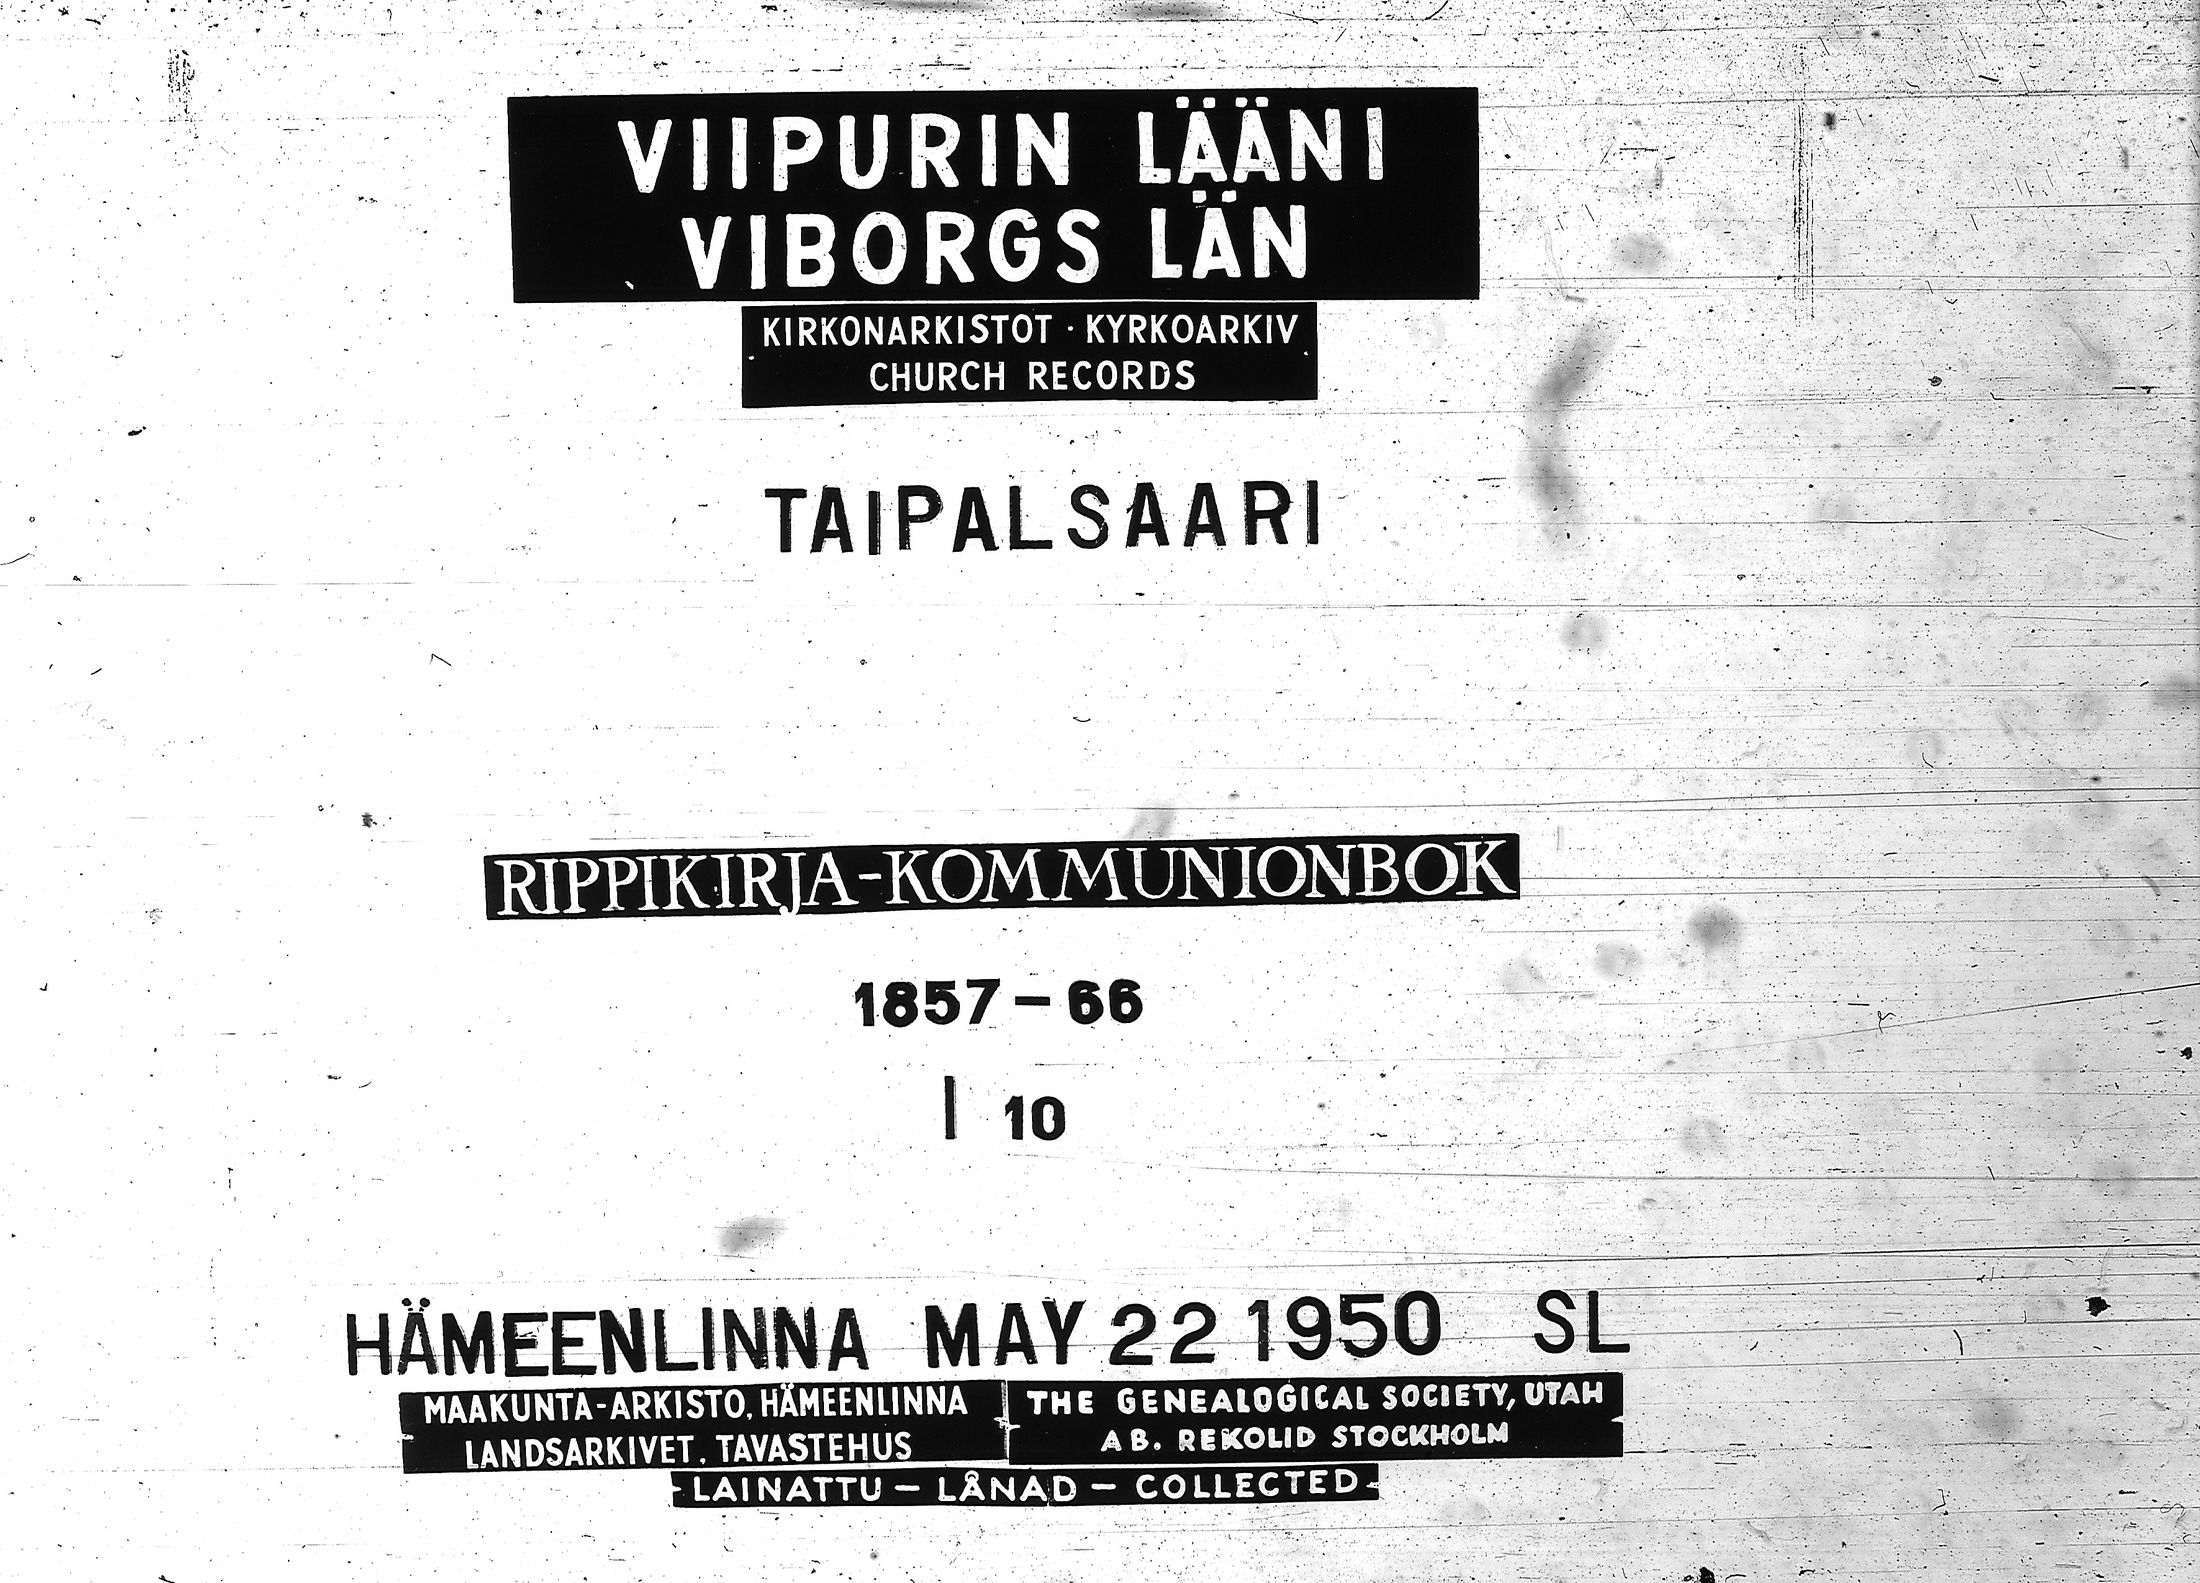 VIIPURIN LÄÄNI
VIBORGS LÄN
KIRKONARKISTOT · KYRKOARKIV
CHURCH RECORDS
TAIPALSAARI
RIPPIKIRJA-KOMMUNIONBOK
1857-66
I 10
HÄMEENLINNA MAY 22 1950 SL
MAAKUNTA-ARKISTO, HÄMEENLINNA
LANDSARKIVET, TAVASTEHUS
THE GENEALOGICAL SOCIETY, UTAH
AB. REKOLID STOCKHOLM
LAINATTU - LÅNAD - COLLECTED